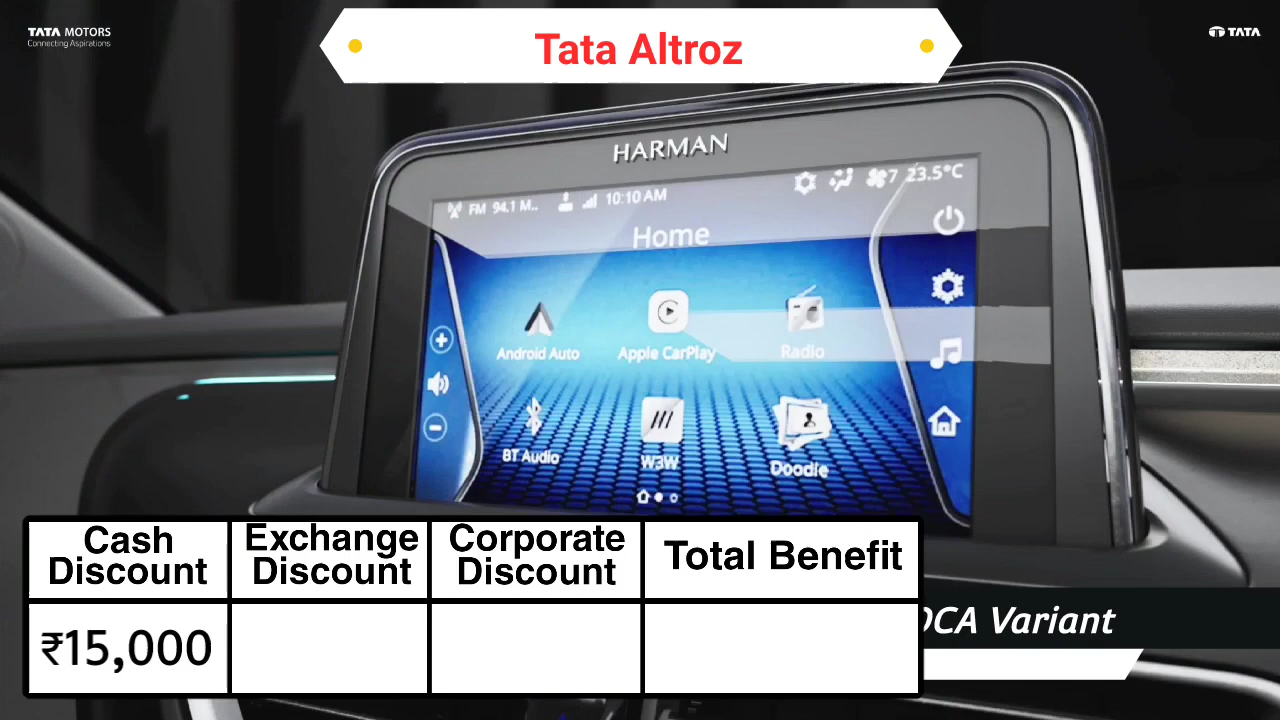 TATA MOTORS
Connecting Aspirations
Tata Altroz
TATA
HARMAN
FM 94.1 M.. 10:10 AM 7 23.5°C
Home
Android Auto Apple CarPlay Radio
BT Audio W3W Doodle
Cash Discount
Exchange Discount
Corporate Discount
Total Benefit
₹15,000
Variant